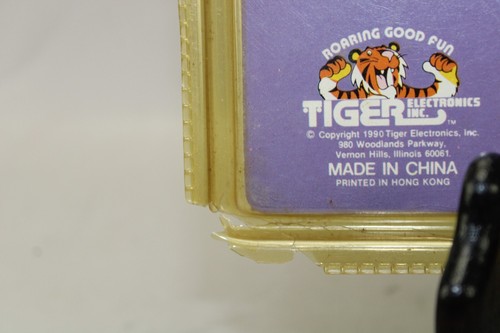 ROARING GOOD FUN
TIGER ELECTRONICS INC.™
© Copyright 1990 Tiger Electronics, Inc.
980 Woodlands Parkway,
Vernon Hills, Illinois 60061.
MADE IN CHINA
PRINTED IN HONG KONG